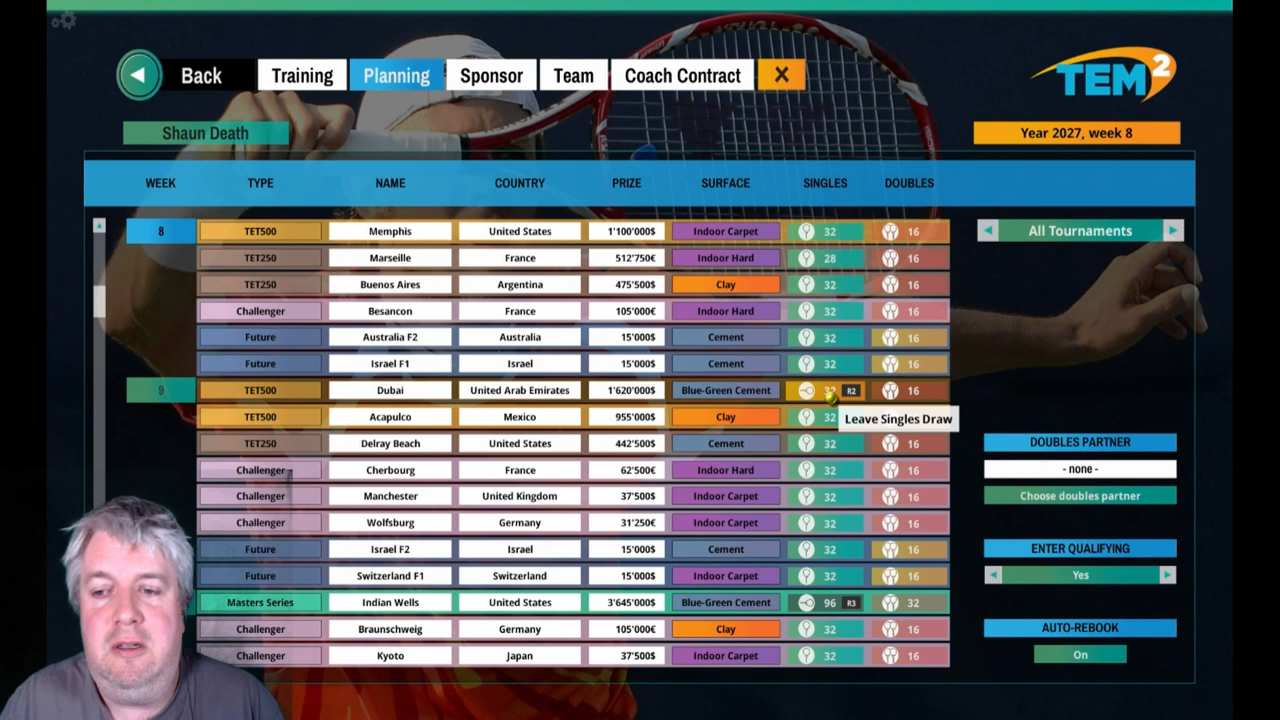 Back Training Planning Sponsor Team Coach Contract X
TEM2
Shaun Death
Year 2027, week 8
WEEK TYPE NAME COUNTRY PRIZE SURFACE SINGLES DOUBLES
8 TET500 Memphis United States 1'100'000$ Indoor Carpet 32 16
All Tournaments
TET250 Marseille France 512'750€ Indoor Hard 28 16
TET250 Buenos Aires Argentina 475'500$ Clay 32 16
Challenger Besancon France 105'000€ Indoor Hard 32 16
Future Australia F2 Australia 15'000$ Cement 32 16
Future Israel F1 Israel 15'000$ Cement 32 16
9 TET500 Dubai United Arab Emirates 1'620'000$ Blue-Green Cement R2 16
TET500 Acapulco Mexico 955'000$ Clay 32
Leave Singles Draw
TET250 Delray Beach United States 442'500$ Cement 32 16
DOUBLES PARTNER
Challenger Cherbourg France 62'500€ Indoor Hard 32 16
- none -
Challenger Manchester United Kingdom 37'500$ Indoor Carpet 32 16
Choose doubles partner
Challenger Wolfsburg Germany 31'250€ Indoor Carpet 32 16
Future Israel F2 Israel 15'000$ Cement 32 16
ENTER QUALIFYING
Future Switzerland F1 Switzerland 15'000$ Indoor Carpet 32 16
Yes
Masters Series Indian Wells United States 3'645'000$ Blue-Green Cement 96 R3 32
Challenger Braunschweig Germany 105'000€ Clay 32 16
AUTO-REBOOK
Challenger Kyoto Japan 37'500$ Indoor Carpet 32 16
On